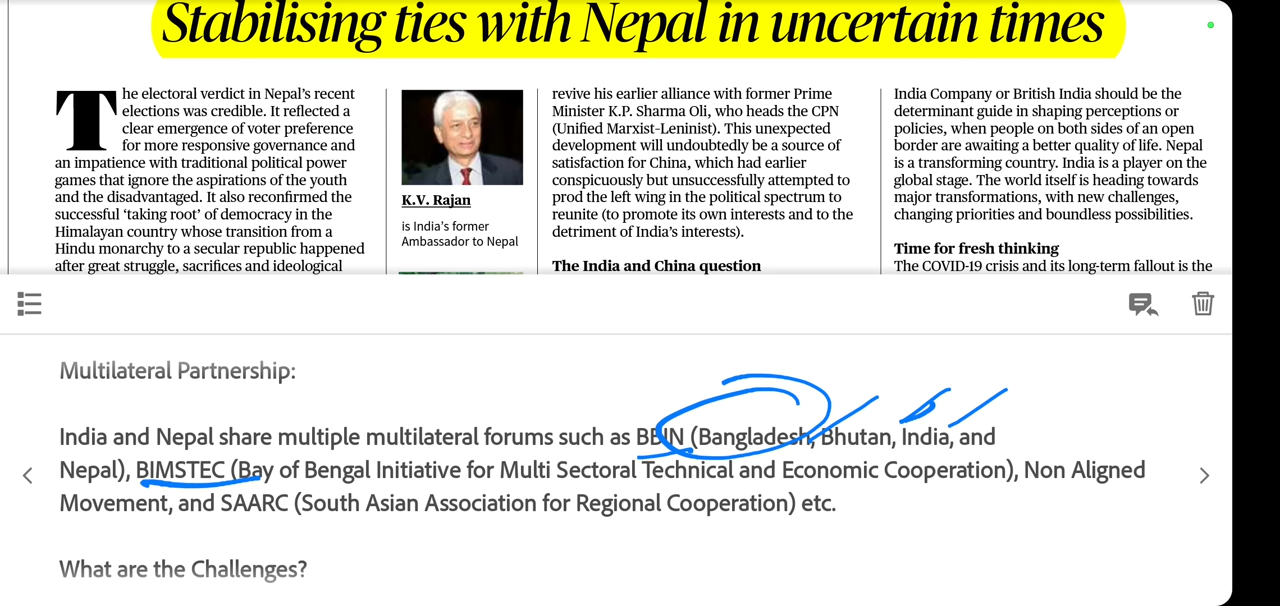 Stabilising ties with Nepal in uncertain times
The electoral verdict in Nepal's recent
elections was credible. It reflected a
clear emergence of voter preference
for more responsive governance and
an impatience with traditional political power
games that ignore the aspirations of the youth
and the disadvantaged. It also reconfirmed the
successful 'taking root' of democracy in the
Himalayan country whose transition from a
Hindu monarchy to a secular republic happened
after great struggle, sacrifices and ideological
K.V. Rajan
is India's former
Ambassador to Nepal
revive his earlier alliance with former Prime
Minister K.P. Sharma Oli, who heads the CPN
(Unified Marxist-Leninist). This unexpected
development will undoubtedly be a source of
satisfaction for China, which had earlier
conspicuously but unsuccessfully attempted to
prod the left wing in the political spectrum to
reunite (to promote its own interests and to the
detriment of India's interests).
The India and China question
India Company or British India should be the
determinant guide in shaping perceptions or
policies, when people on both sides of an open
border are awaiting a better quality of life. Nepal
is a transforming country. India is a player on the
global stage. The world itself is heading towards
major transformations, with new challenges,
changing priorities and boundless possibilities.
Time for fresh thinking
The COVID-19 crisis and its long-term fallout is the
Multilateral Partnership:
India and Nepal share multiple multilateral forums such as BBIN (Bangladesh, Bhutan, India, and
Nepal), BIMSTEC (Bay of Bengal Initiative for Multi Sectoral Technical and Economic Cooperation), Non Aligned
Movement, and SAARC (South Asian Association for Regional Cooperation) etc.
What are the Challenges?